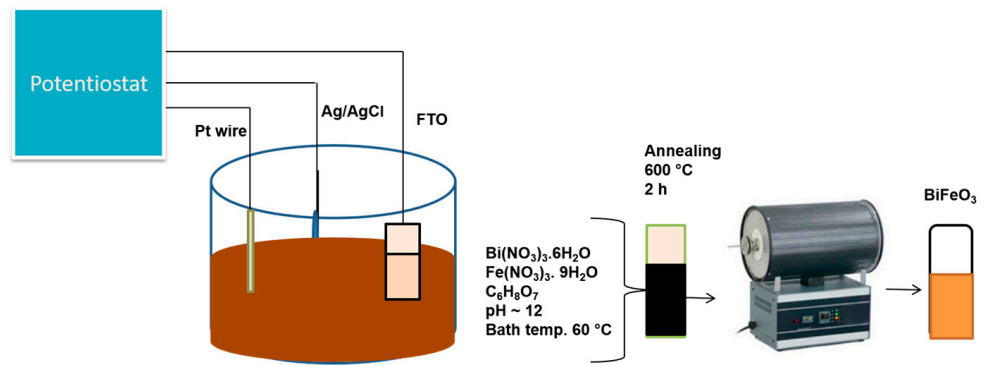 Potentiostat
Pt wire
Ag/AgCl
FTO
Bi(NO₃)₃.6H₂O
Fe(NO₃)₃. 9H₂O
C₆H₈O₇
pH ~ 12
Bath temp. 60 °C
Annealing
600 °C
2 h
BiFeO₃